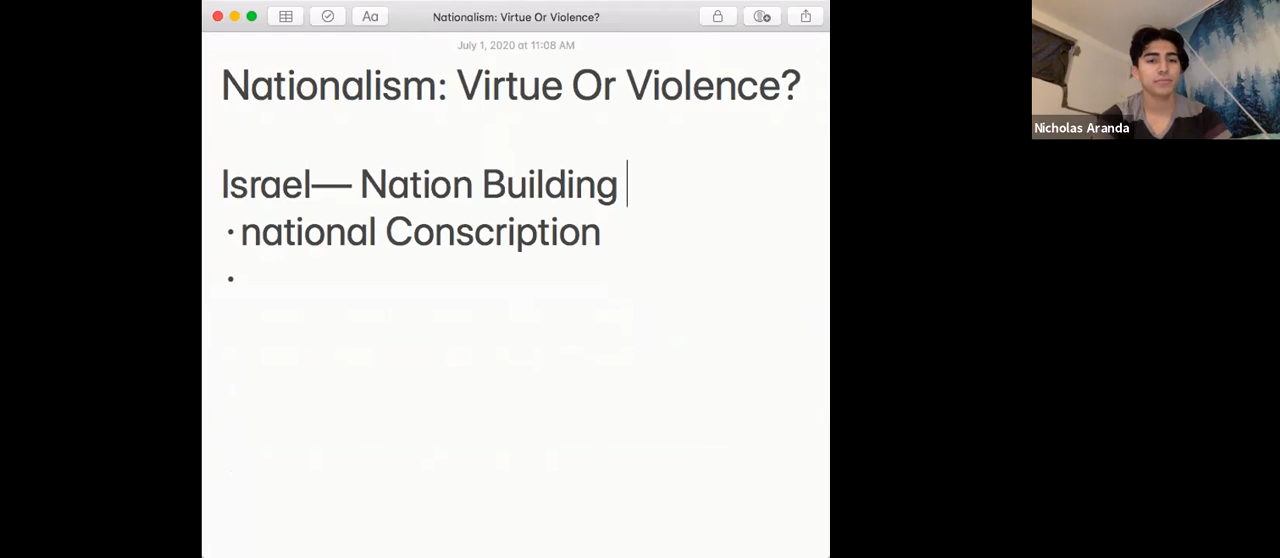 Aa
Nationalism: Virtue Or Violence?
July 1, 2020 at 11:08 AM
Nationalism: Virtue Or Violence?
Israel— Nation Building
· national Conscription
·
Nicholas Aranda